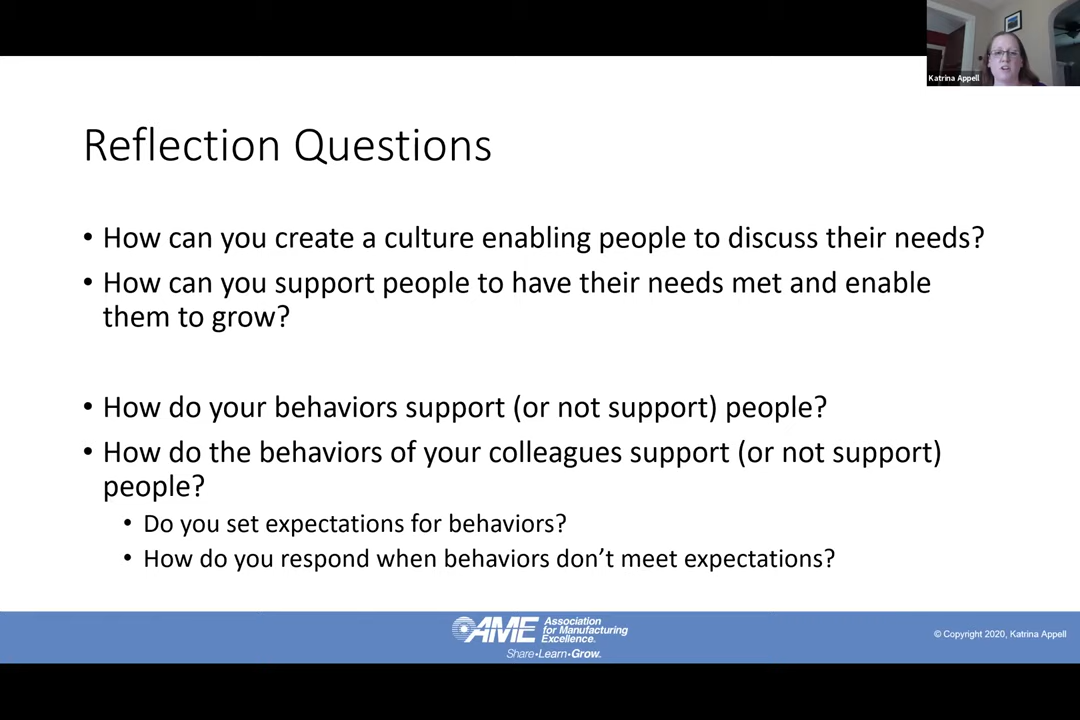 Katrina Appell
Reflection Questions
• How can you create a culture enabling people to discuss their needs?
• How can you support people to have their needs met and enable
them to grow?
• How do your behaviors support (or not support) people?
• How do the behaviors of your colleagues support (or not support)
people?
• Do you set expectations for behaviors?
• How do you respond when behaviors don’t meet expectations?
AME Association
for Manufacturing
Excellence.
Share•Learn•Grow.
© Copyright 2020, Katrina Appell